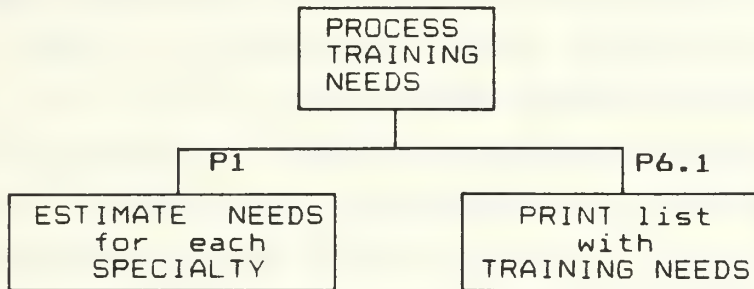 PROCESS
TRAINING
NEEDS
P1
P6.1
ESTIMATE NEEDS
for each
SPECIALTY
PRINT list
with
TRAINING NEEDS